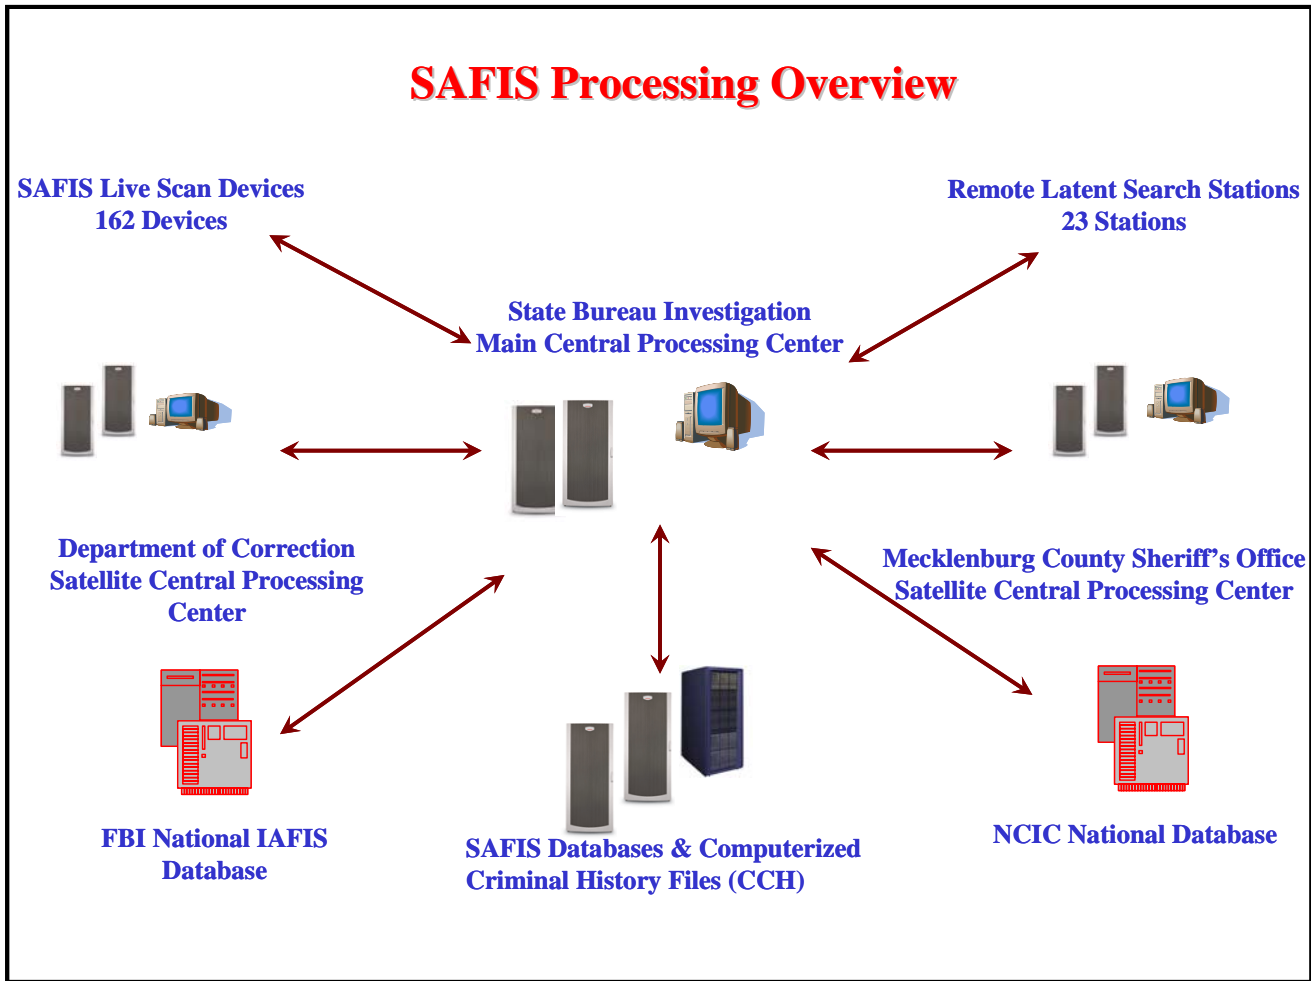 SAFIS Processing Overview
SAFIS Live Scan Devices
162 Devices
Remote Latent Search Stations
23 Stations
State Bureau Investigation
Main Central Processing Center
Department of Correction
Satellite Central Processing
Center
Mecklenburg County Sheriff's Office
Satellite Central Processing Center
FBI National IAFIS
Database
SAFIS Databases & Computerized
Criminal History Files (CCH)
NCIC National Database